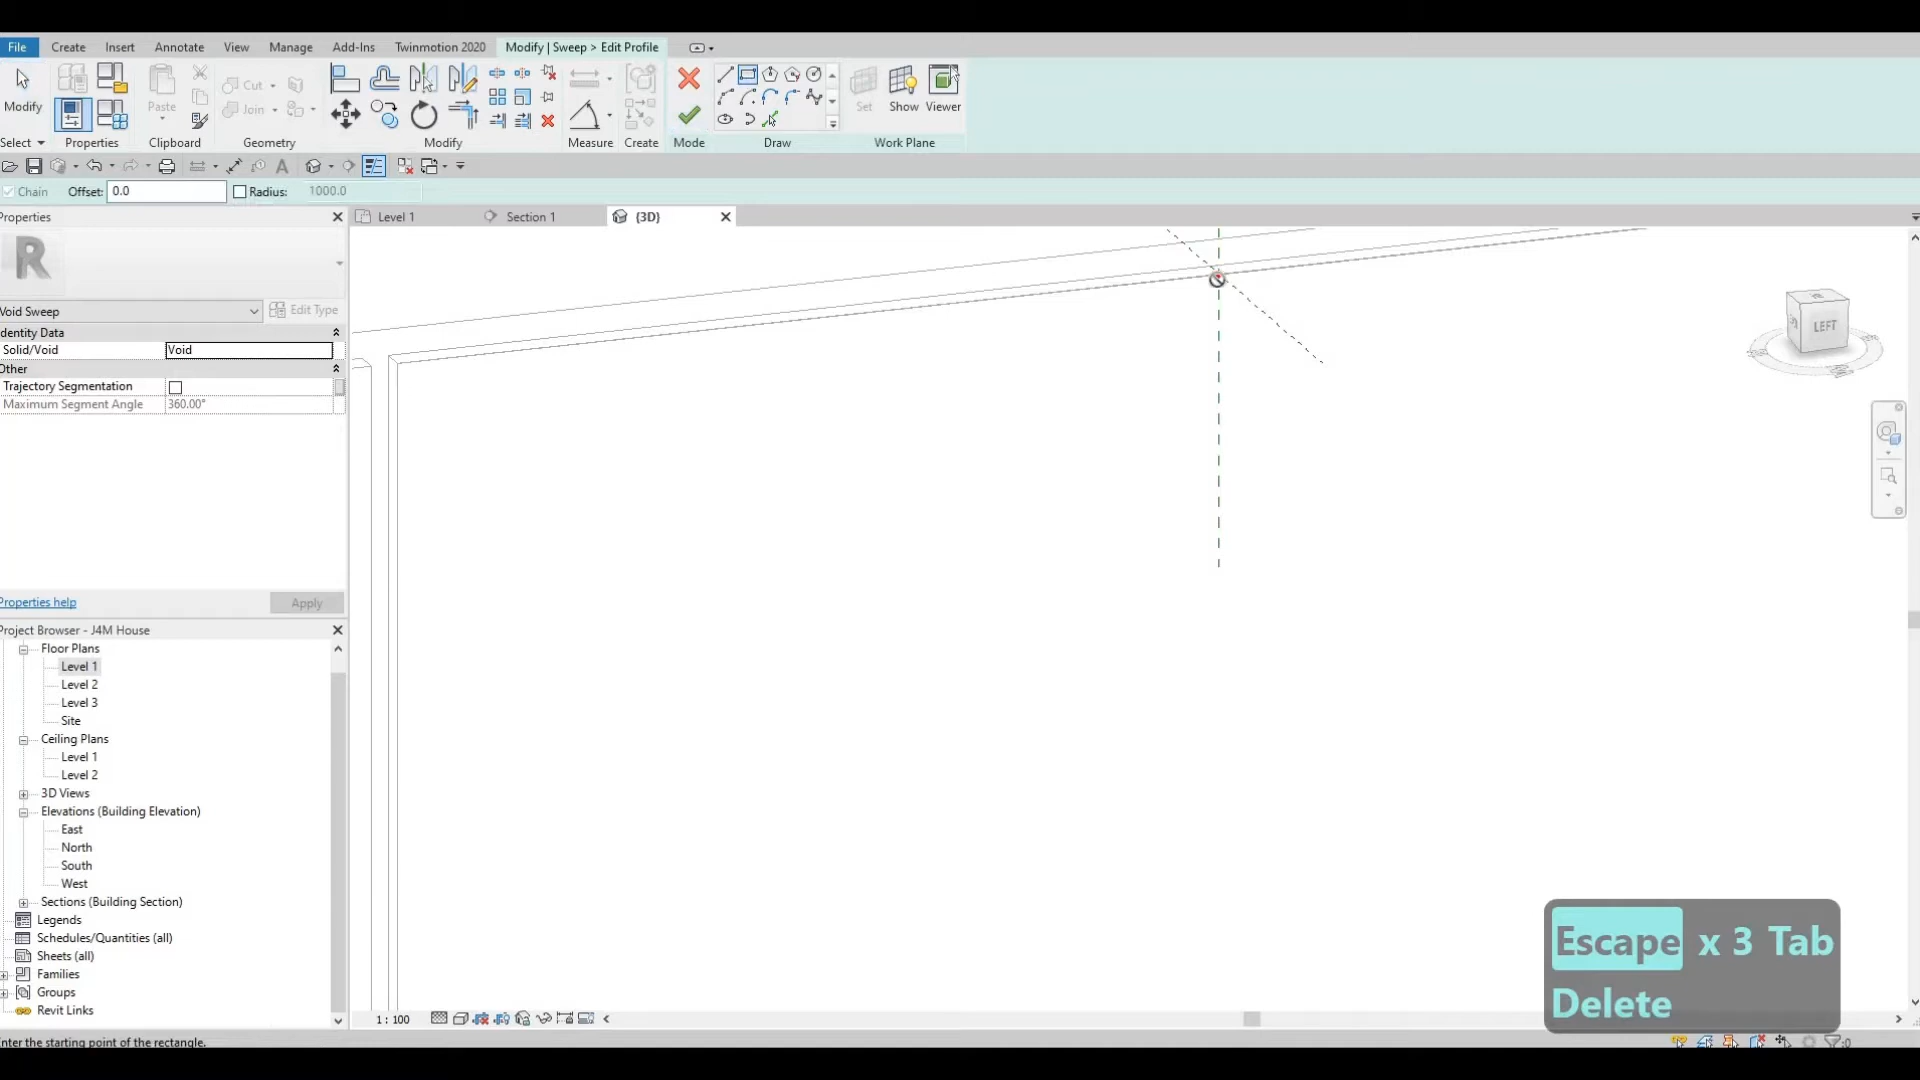 File Create Insert Annotate View Manage Add-Ins Twinmotion 2020 Modify | Sweep > Edit Profile
Modify Paste Cut Join Set Show Viewer
Select Properties Clipboard Geometry Modify Measure Create Mode Draw Work Plane
Chain Offset: 0.0 Radius: 1000.0
Properties
Level 1 Section 1 {3D}
R
Void Sweep Edit Type
dentity Data
Solid/Void Void
Other
Trajectory Segmentation
Maximum Segment Angle 360.00°
LEFT
Properties help Apply
Project Browser - J4M House
Floor Plans
Level 1
Level 2
Level 3
Site
Ceiling Plans
Level 1
Level 2
3D Views
Elevations (Building Elevation)
East
North
South
West
Sections (Building Section)
Legends
Schedules/Quantities (all)
Sheets (all)
Families
Groups
Revit Links
1 : 100
Escape x 3 Tab
Delete
nter the starting point of the rectangle.
:0